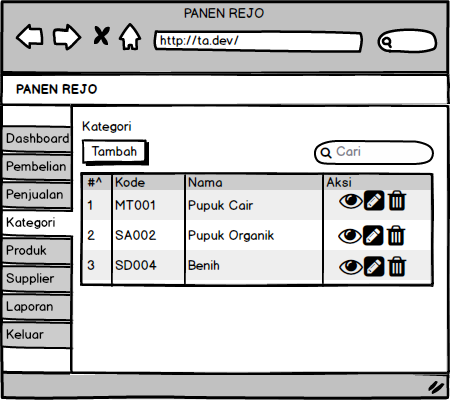 PANEN REJO
http://ta.dev/
PANEN REJO
Dashboard
Pembelian
Penjualan
Kategori
Produk
Supplier
Laporan
Keluar
Kategori
Tambah
Cari
#^ Kode Nama Aksi
1 MT001 Pupuk Cair
2 SA002 Pupuk Organik
3 SD004 Benih